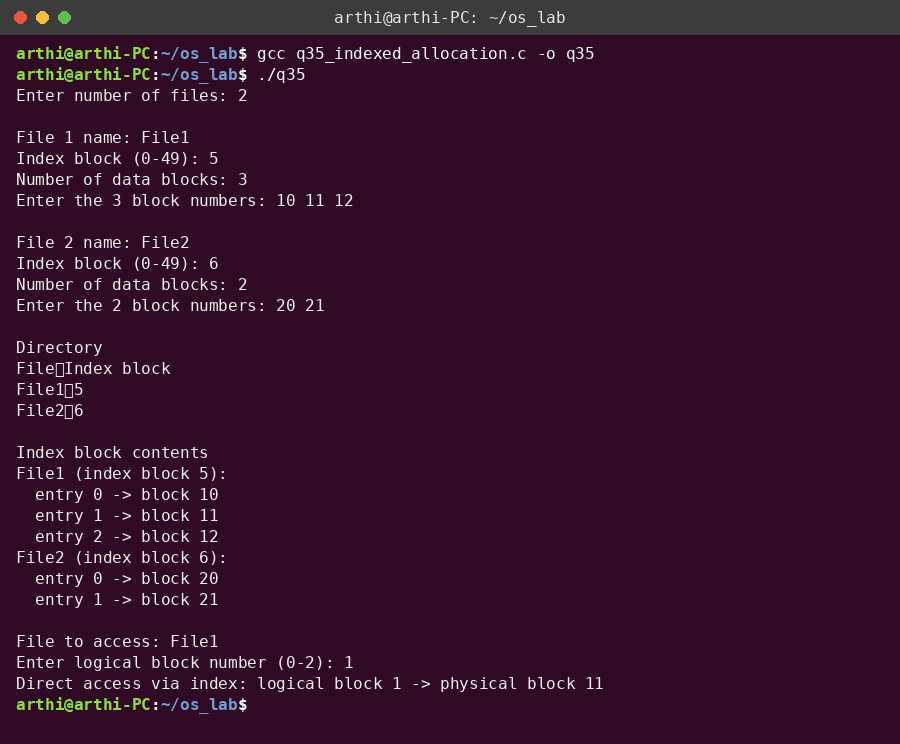 arthi@arthi-PC: ~/os_lab
arthi@arthi-PC:~/os_lab$ gcc q35_indexed_allocation.c -o q35
arthi@arthi-PC:~/os_lab$ ./q35
Enter number of files: 2
File 1 name: File1
Index block (0-49): 5
Number of data blocks: 3
Enter the 3 block numbers: 10 11 12
File 2 name: File2
Index block (0-49): 6
Number of data blocks: 2
Enter the 2 block numbers: 20 21
Directory
File▯Index block
File1▯5
File2▯6
Index block contents
File1 (index block 5):
  entry 0 -> block 10
  entry 1 -> block 11
  entry 2 -> block 12
File2 (index block 6):
  entry 0 -> block 20
  entry 1 -> block 21
File to access: File1
Enter logical block number (0-2): 1
Direct access via index: logical block 1 -> physical block 11
arthi@arthi-PC:~/os_lab$